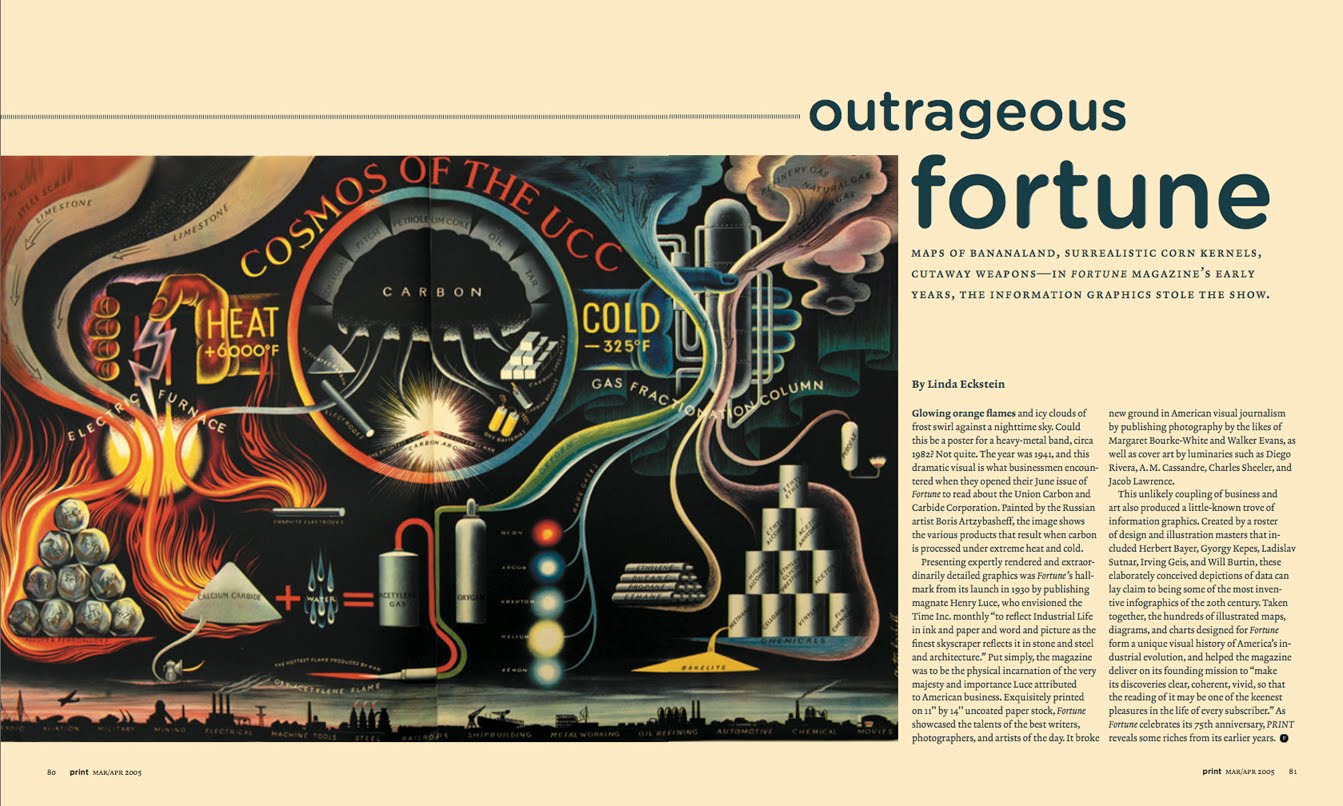 outrageous
fortune
MAPS OF BANANALAND, SURREALISTIC CORN KERNELS,
CUTAWAY WEAPONS—IN FORTUNE MAGAZINE'S EARLY
YEARS, THE INFORMATION GRAPHICS STOLE THE SHOW.
COSMOS OF THE UCC
LIMESTONE
LIMESTONE
PITCH
PETROLEUM COKE
OIL
TAR
CARBON
HEAT
+6000°F
COLD
—325°F
REFINERY GAS
NATURAL GAS
ELECTRIC FURNACE
GAS FRACTIONATION COLUMN
ELECTRODES
CARBON ARC
DRY BATTERIES
OXYGEN
RARE GASES
GRAPHITE ELECTRODES
NEON
ARGON
KRYPTON
HELIUM
XENON
CALCIUM CARBIDE
+
WATER
=
ACETYLENE
GAS
OXYGEN
ETHYLENE
BUTANE
ETHANE
CHEMICALS
BAKELITE
THE HOTTEST FLAME PRODUCED BY MAN
OXY-ACETYLENE FLAME
RADIO
AVIATION
MILITARY
MINING
ELECTRICAL
MACHINE TOOLS
STEEL
RAILROADS
SHIPBUILDING
METAL WORKING
OIL REFINING
AUTOMOTIVE
CHEMICAL
MOVIES
By Linda Eckstein
Glowing orange flames and icy clouds of
frost swirl against a nighttime sky. Could
this be a poster for a heavy-metal band, circa
1982? Not quite. The year was 1941, and this
dramatic visual is what businessmen encoun-
tered when they opened their June issue of
Fortune to read about the Union Carbon and
Carbide Corporation. Painted by the Russian
artist Boris Artzybasheff, the image shows
the various products that result when carbon
is processed under extreme heat and cold.
Presenting expertly rendered and extraor-
dinarily detailed graphics was Fortune's hall-
mark from its launch in 1930 by publishing
magnate Henry Luce, who envisioned the
Time Inc. monthly "to reflect Industrial Life
in ink and paper and word and picture as the
finest skyscraper reflects it in stone and steel
and architecture." Put simply, the magazine
was to be the physical incarnation of the very
majesty and importance Luce attributed
to American business. Exquisitely printed
on 11" by 14" uncoated paper stock, Fortune
showcased the talents of the best writers,
photographers, and artists of the day. It broke
new ground in American visual journalism
by publishing photography by the likes of
Margaret Bourke-White and Walker Evans, as
well as cover art by luminaries such as Diego
Rivera, A. M. Cassandre, Charles Sheeler, and
Jacob Lawrence.
This unlikely coupling of business and
art also produced a little-known trove of
information graphics. Created by a roster
of design and illustration masters that in-
cluded Herbert Bayer, Gyorgy Kepes, Ladislav
Sutnar, Irving Geis, and Will Burtin, these
elaborately conceived depictions of data can
lay claim to being some of the most inven-
tive infographics of the 20th century. Taken
together, the hundreds of illustrated maps,
diagrams, and charts designed for Fortune
form a unique visual history of America's in-
dustrial evolution, and helped the magazine
deliver on its founding mission to "make
its discoveries clear, coherent, vivid, so that
the reading of it may be one of the keenest
pleasures in the life of every subscriber." As
Fortune celebrates its 75th anniversary, PRINT
reveals some riches from its earlier years.
80 print MAR/APR 2005
print MAR/APR 2005 81